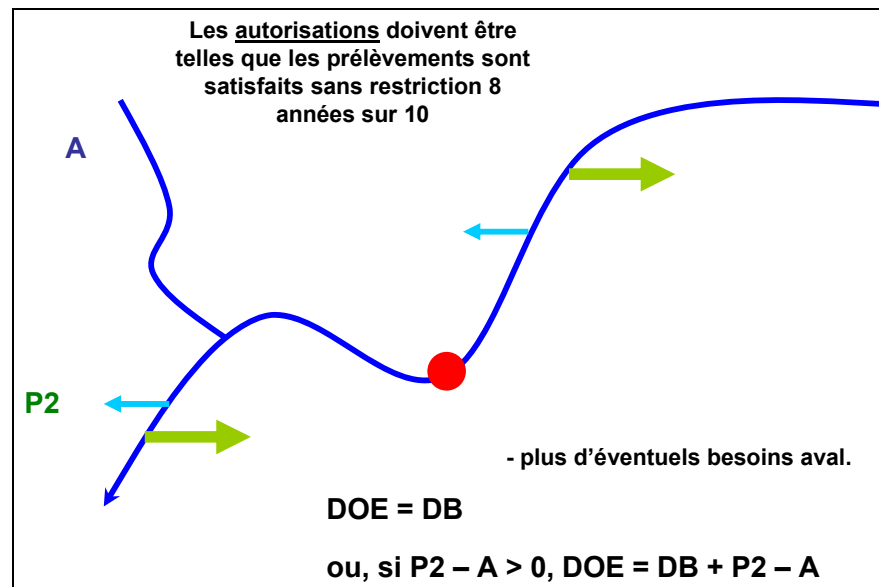 Les autorisations doivent être
telles que les prélèvements sont
satisfaits sans restriction 8
années sur 10
A
P2
- plus d’éventuels besoins aval.
DOE = DB
ou, si P2 – A > 0, DOE = DB + P2 – A